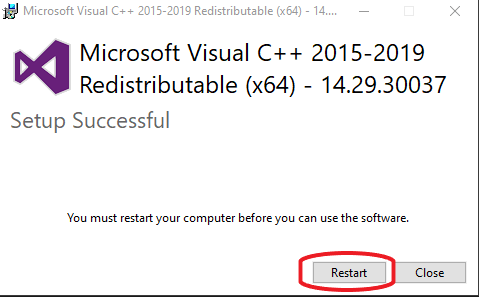 Microsoft Visual C++ 2015-2019 Redistributable (x64) - 14....
Microsoft Visual C++ 2015-2019
Redistributable (x64) - 14.29.30037
Setup Successful
You must restart your computer before you can use the software.
Restart
Close